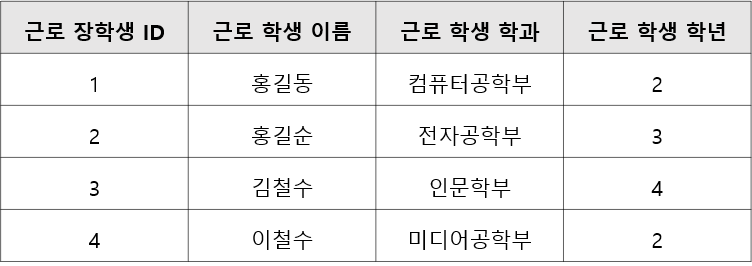 근로 장학생 ID 근로 학생 이름 근로 학생 학과 근로 학생 학년
1 홍길동 컴퓨터공학부 2
2 홍길순 전자공학부 3
3 김철수 인문학부 4
4 이철수 미디어공학부 2